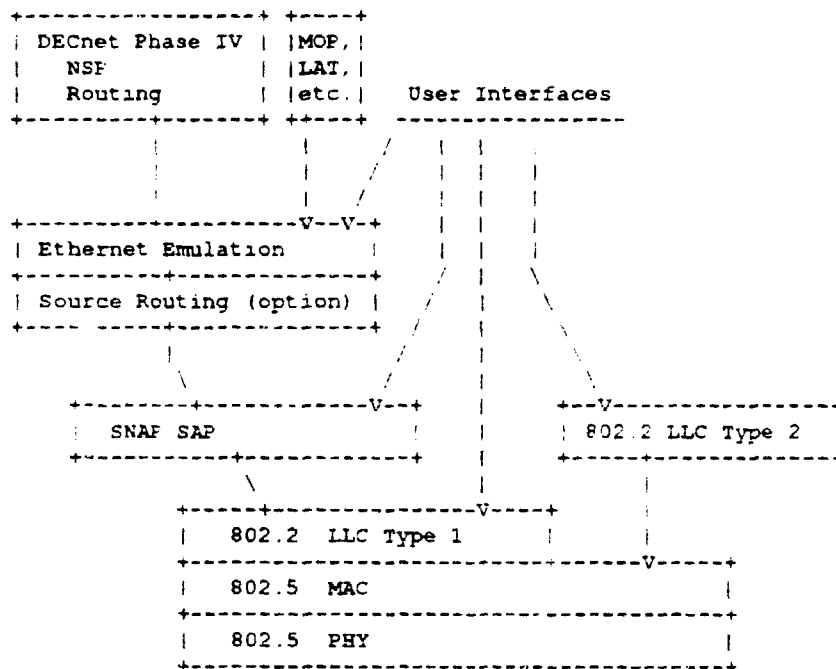 DECnet Phase IV
MOP,
NSP
LAT,
Routing
etc.
User Interfaces
Ethernet Emulation
Source Routing (option)
SNAP SAP
802.2 LLC Type 2
802.2 LLC Type 1
802.5 MAC
802.5 PHY